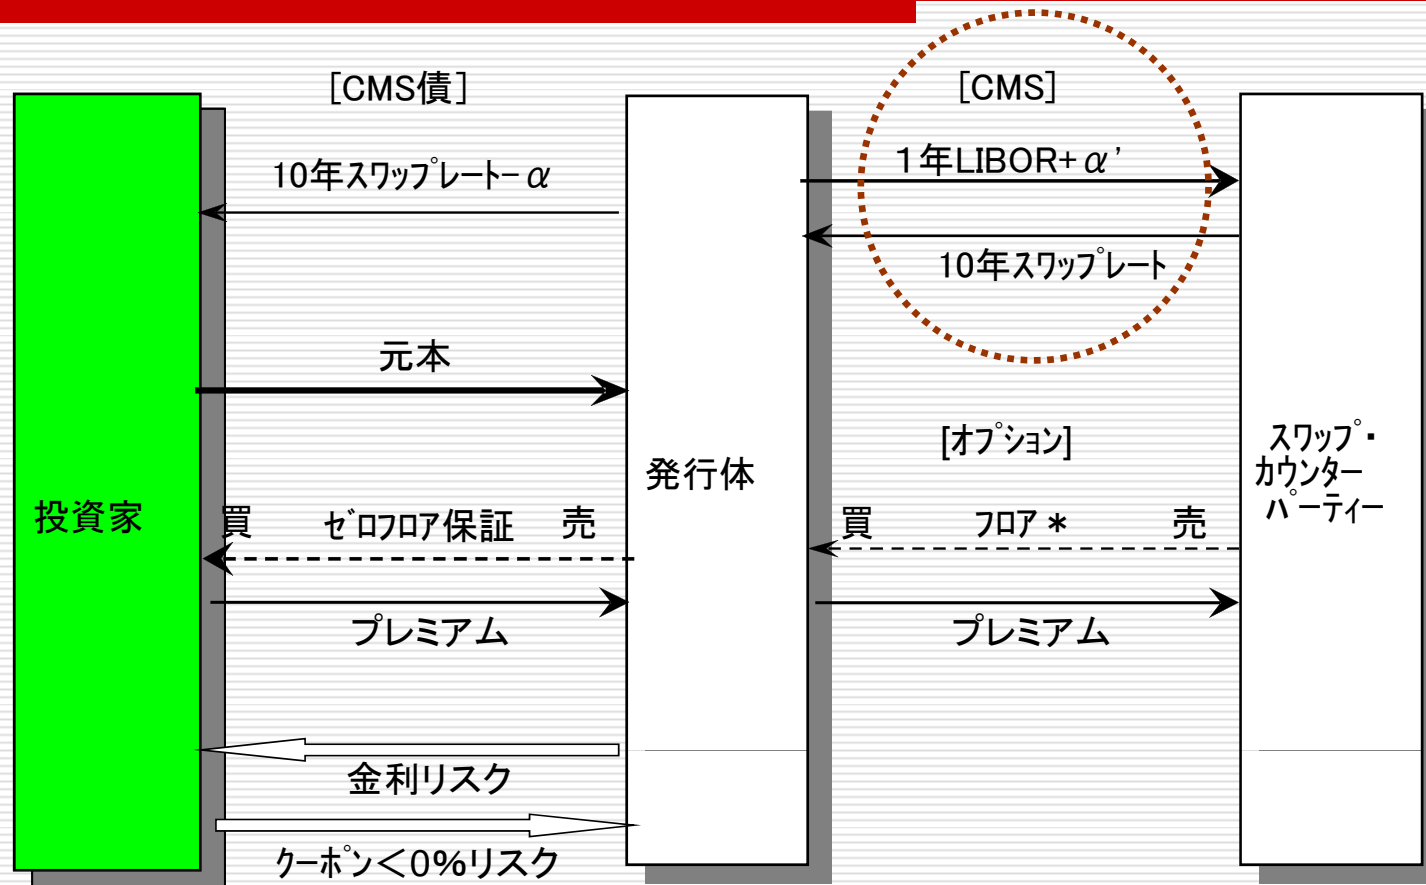 [CMS債]
10年スワップレート-α
元本
投資家
買 ゼロフロア保証 売
プレミアム
金利リスク
クーポン<0%リスク
発行体
[CMS]
1年LIBOR+α'
10年スワップレート
[オプション]
買 フロア* 売
プレミアム
スワップ・
カウンター
パーティー